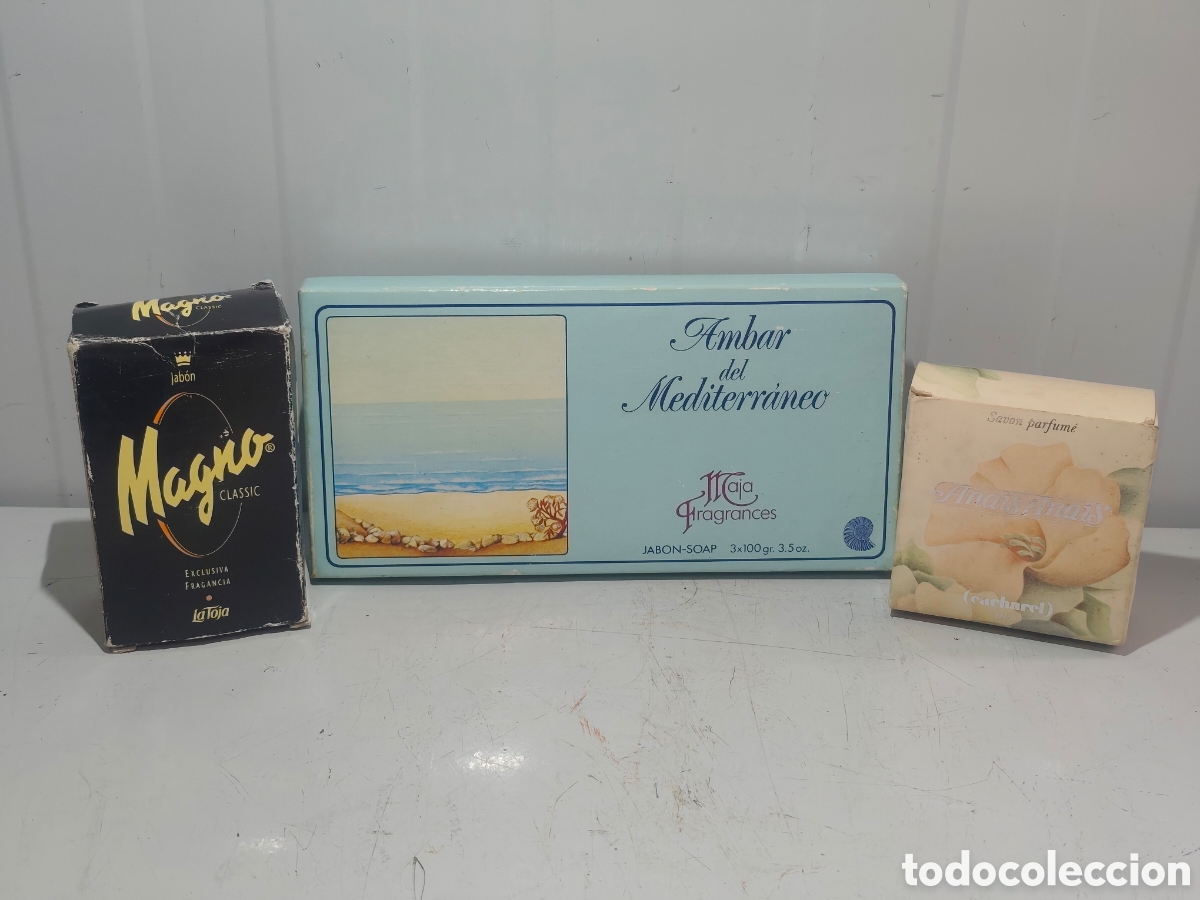 Magno
CLASSIC
Jabón
Magno®
CLASSIC
EXCLUSIVA
FRAGANCIA
La Toja
Ambar
del
Mediterráneo
Maja
Fragrances
JABON-SOAP 3x100gr. 3.5oz.
Savon parfumé
Anaïs Anaïs
(cacharel)
todocoleccion